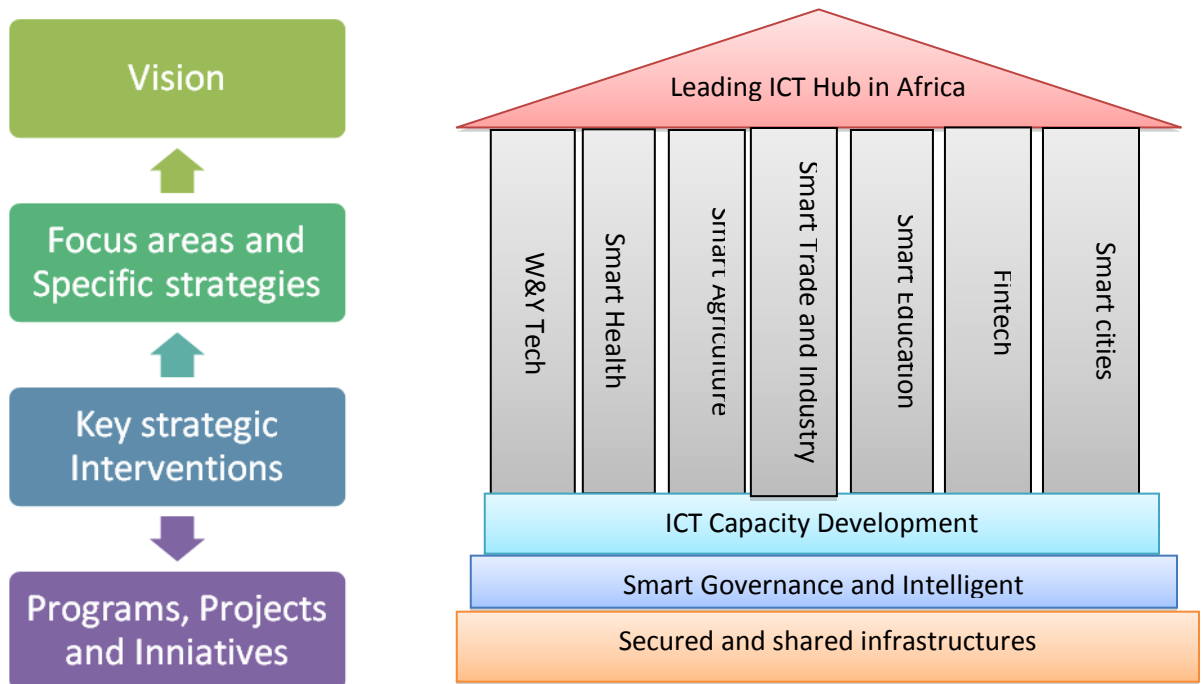 Vision
Focus areas and
Specific strategies
Key strategic
Interventions
Programs, Projects
and Inniatives
Leading ICT Hub in Africa
W&Y Tech
Smart Health
Smart Agriculture
Smart Trade and Industry
Smart Education
Fintech
Smart cities
ICT Capacity Development
Smart Governance and Intelligent
Secured and shared infrastructures